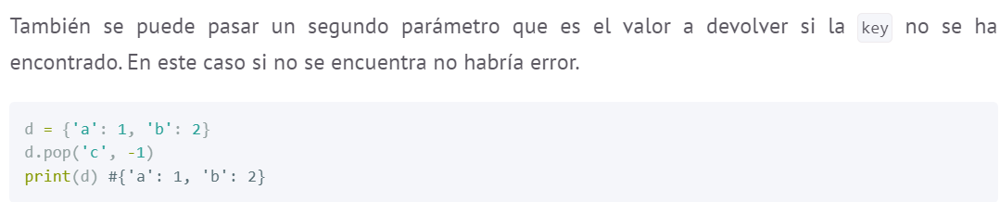 También se puede pasar un segundo parámetro que es el valor a devolver si la key no se ha
encontrado. En este caso si no se encuentra no habría error.
d = {'a': 1, 'b': 2}
d.pop('c', -1)
print(d) #{'a': 1, 'b': 2}